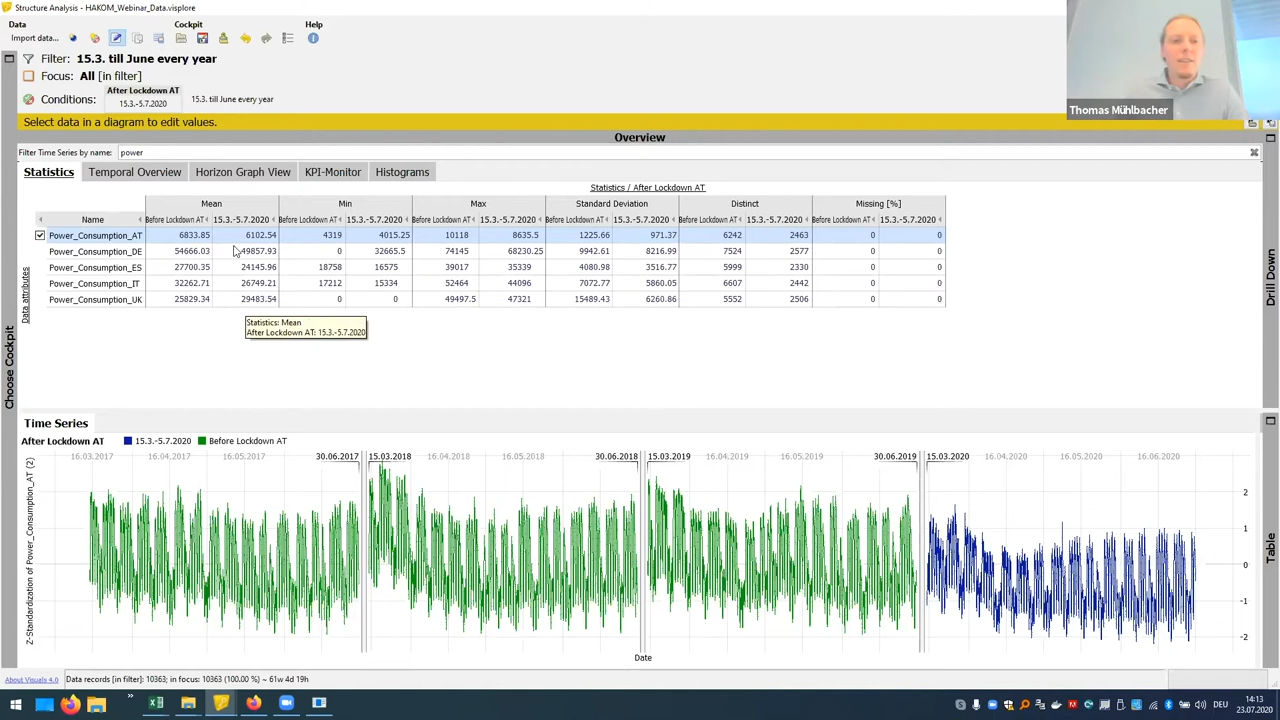 Structure Analysis - HAKOM_Webinar_Data.visplore
Data Cockpit Help
Import data...
Filter: 15.3. till June every year
Focus: All [in filter]
Conditions: After Lockdown AT 15.3.-5.7.2020 15.3. till June every year
Thomas Mühlbacher
Select data in a diagram to edit values.
Overview
Filter Time Series by name: power
Statistics Temporal Overview Horizon Graph View KPI-Monitor Histograms
Statistics / After Lockdown AT
Mean Min Max Standard Deviation Distinct Missing [%]
Name Before Lockdown AT 15.3.-5.7.2020 Before Lockdown AT 15.3.-5.7.2020 Before Lockdown AT 15.3.-5.7.2020 Before Lockdown AT 15.3.-5.7.2020 Before Lockdown AT 15.3.-5.7.2020 Before Lockdown AT 15.3.-5.7.2020
Power_Consumption_AT 6833.85 6102.54 4319 4015.25 10118 8635.5 1225.66 971.37 6242 2463 0 0
Power_Consumption_DE 54666.03 49857.93 0 32665.5 74145 68230.25 9942.61 8216.99 7524 2577 0 0
Power_Consumption_ES 27700.35 24145.96 18758 16575 39017 35339 4080.98 3516.77 5999 2330 0 0
Power_Consumption_IT 32262.71 26749.21 17212 15334 52464 44096 7072.77 5860.05 6607 2442 0 0
Power_Consumption_UK 25829.34 29483.54 0 0 49497.5 47321 15489.43 6260.86 5552 2506 0 0
Data attributes
Statistics: Mean
After Lockdown AT: 15.3.-5.7.2020
Choose Cockpit
Drill Down
Time Series
After Lockdown AT 15.3.-5.7.2020 Before Lockdown AT
16.03.2017 16.04.2017 16.05.2017 30.06.2017 15.03.2018 16.04.2018 16.05.2018 30.06.2018 15.03.2019 16.04.2019 16.05.2019 30.06.2019 15.03.2020 16.04.2020 16.05.2020 16.06.2020
Z-Standardization of Power_Consumption_AT (2)
2
1
0
-1
-2
Table
Date
About Visuals 4.0 Data records [in filter]: 10363; in focus: 10363 (100.00 %) ~ 61w 4d 19h
DEU
14:13
23.07.2020